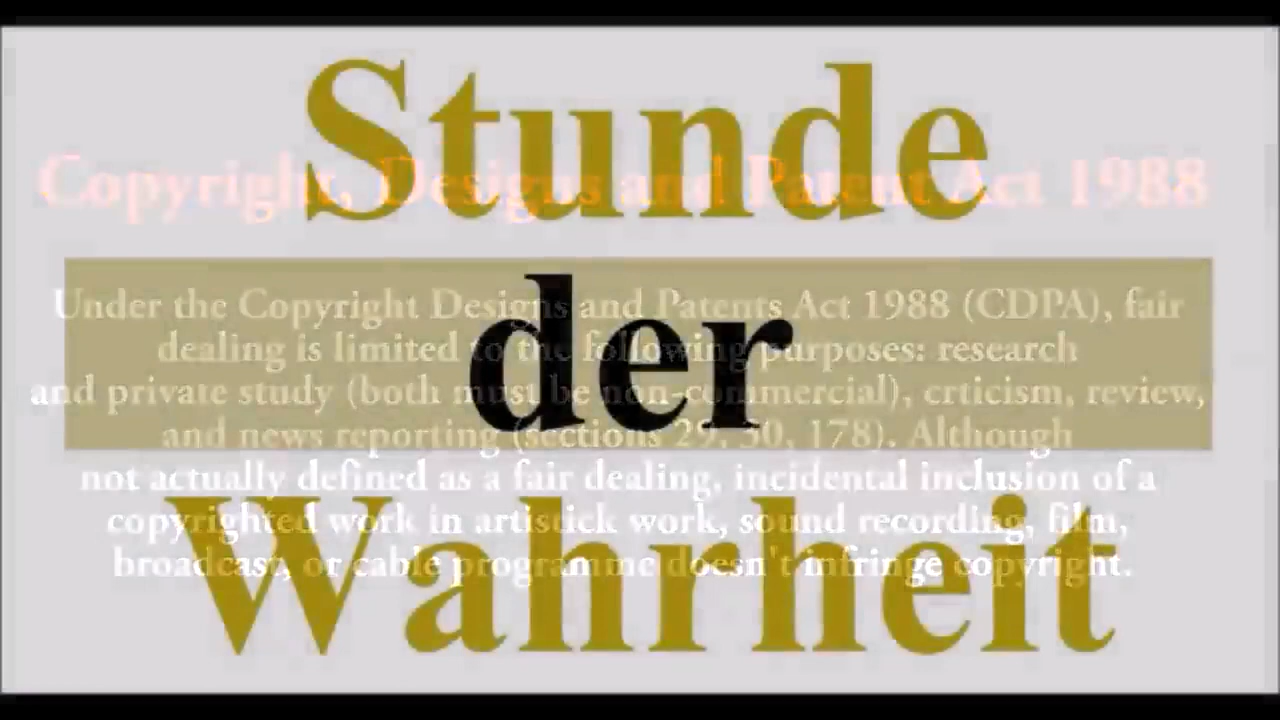 Stunde
Copyright, Designs and Patent Act 1988
der
Under the Copyright Designs and Patents Act 1988 (CDPA), fair
dealing is limited to the following purposes: research
and private study (both must be non-commercial), crticism, review,
and news reporting (sections 29, 30, 178). Although
not actually defined as a fair dealing, incidental inclusion of a
copyrighted work in artistick work, sound recording, film,
broadcast, or cable programme doesn't infringe copyright.
Wahrheit